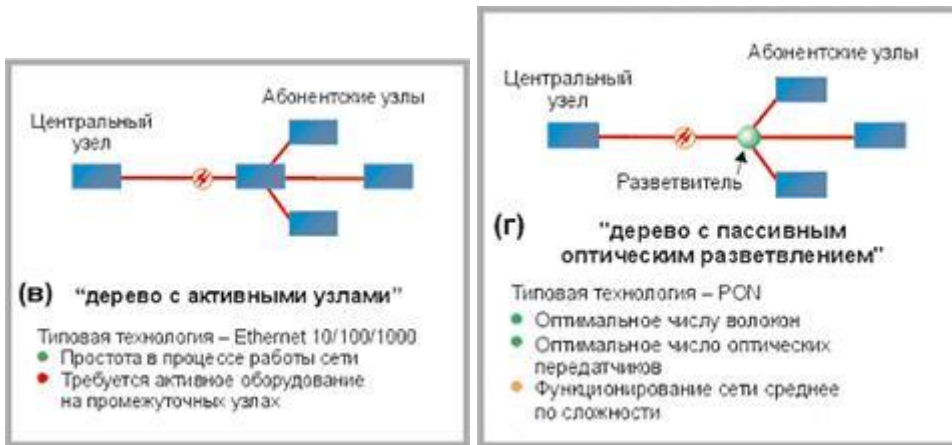 Абонентские узлы
Центральный
узел
(в) "дерево с активными узлами"
Типовая технология – Ethernet 10/100/1000
Простота в процессе работы сети
Требуется активное оборудование
на промежуточных узлах
Абонентские узлы
Центральный
узел
Разветвитель
(г) "дерево с пассивным
оптическим разветвлением"
Типовая технология – PON
Оптимальное числу волокон
Оптимальное число оптических
передатчиков
Функционирование сети среднее
по сложности